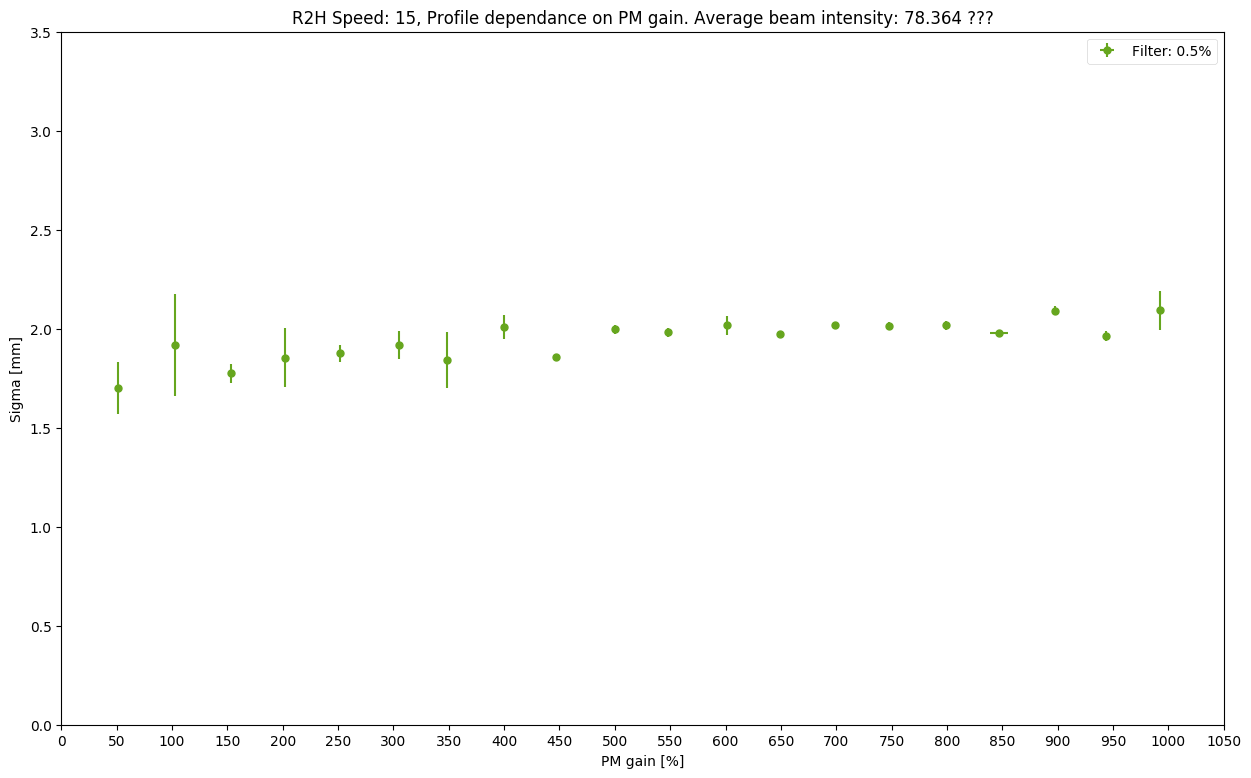 R2H Speed: 15, Profile dependance on PM gain. Average beam intensity: 78.364 ???
Filter: 0.5%
3.5
3.0
2.5
2.0
1.5
1.0
0.5
0.0
Sigma [mm]
0 50 100 150 200 250 300 350 400 450 500 550 600 650 700 750 800 850 900 950 1000 1050
PM gain [%]